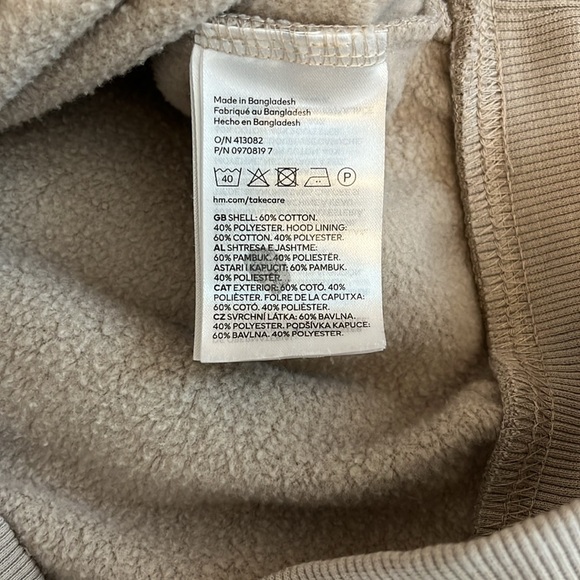 Made in Bangladesh
Fabriqué au Bangladesh
Hecho en Bangladesh
O/N 413082
P/N 0970819 7
40
P
hm.com/takecare
GB SHELL: 60% COTTON.
40% POLYESTER. HOOD LINING:
60% COTTON. 40% POLYESTER.
AL SHTRESA E JASHTME:
60% PAMBUK. 40% POLIESTËR.
ASTARI I KAPUÇIT: 60% PAMBUK.
40% POLIESTËR.
CAT EXTERIOR: 60% COTÓ. 40%
POLIÈSTER. FOLRE DE LA CAPUTXA:
60% COTÓ. 40% POLIÈSTER.
CZ SVRCHNÍ LÁTKA: 60% BAVLNA.
40% POLYESTER. PODŠÍVKA KAPUCE:
60% BAVLNA. 40% POLYESTER.